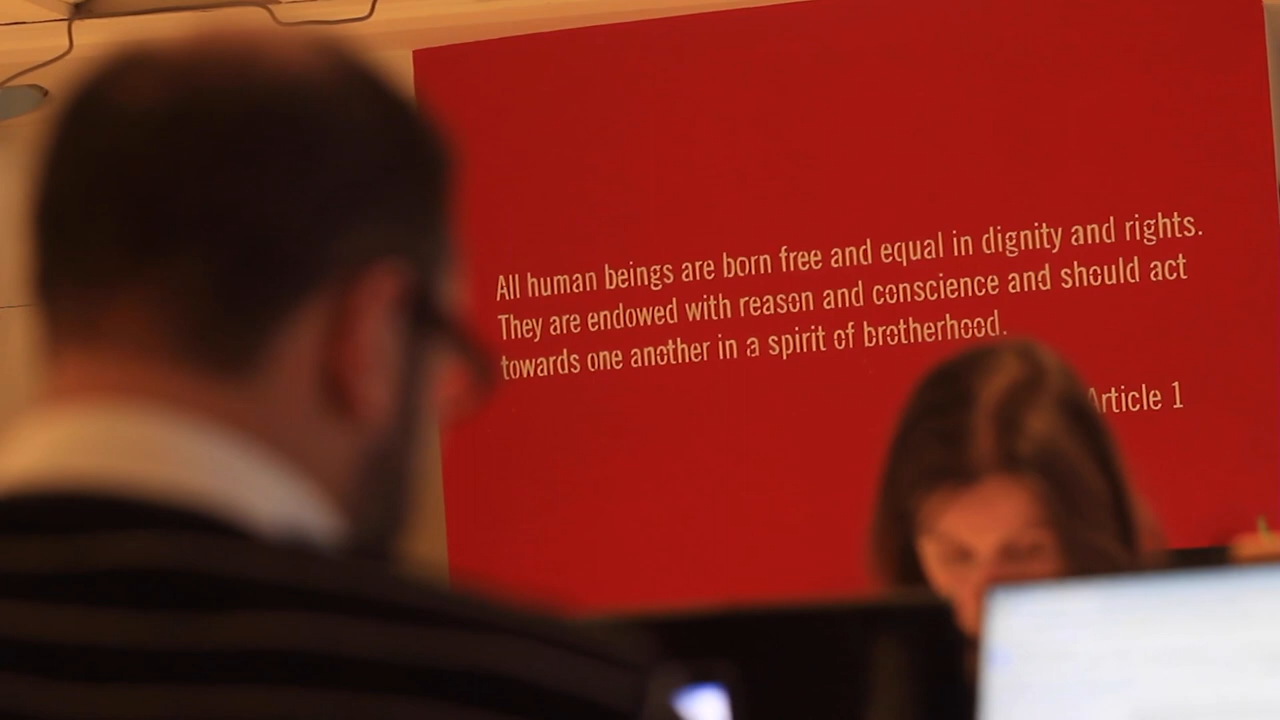 All human beings are born free and equal in dignity and rights.
They are endowed with reason and conscience and should act
towards one another in a spirit of brotherhood.
Article 1